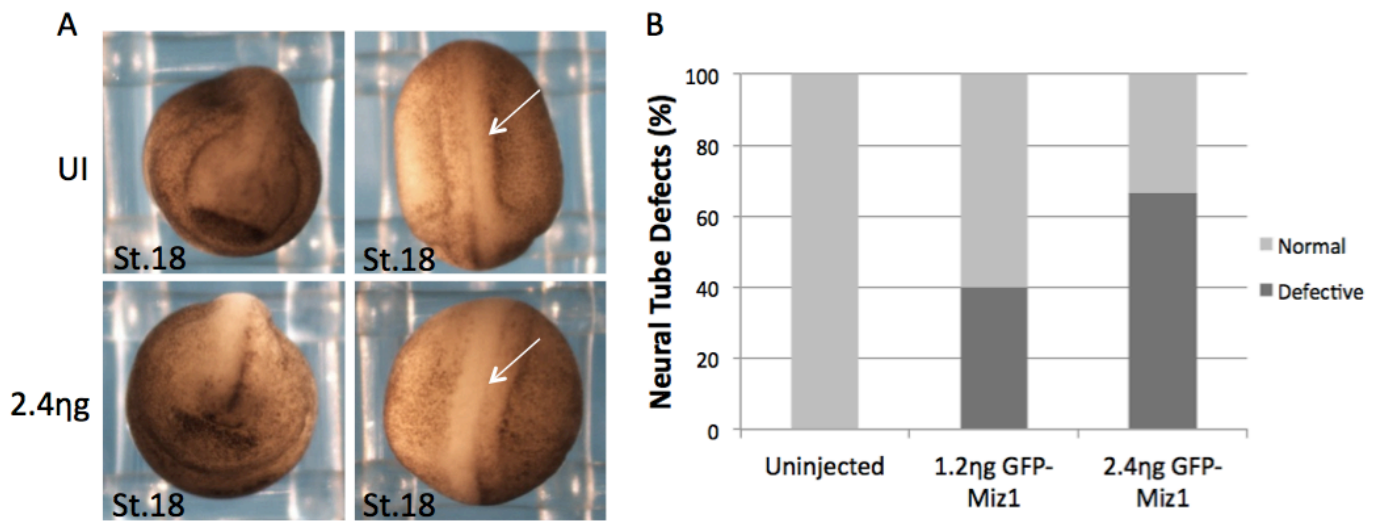 A
UI
St.18
St.18
2.4ηg
St.18
St.18
B
Neural Tube Defects (%)
100
80
60
40
20
0
Uninjected
1.2ηg GFP-
Miz1
2.4ηg GFP-
Miz1
Normal
Defective